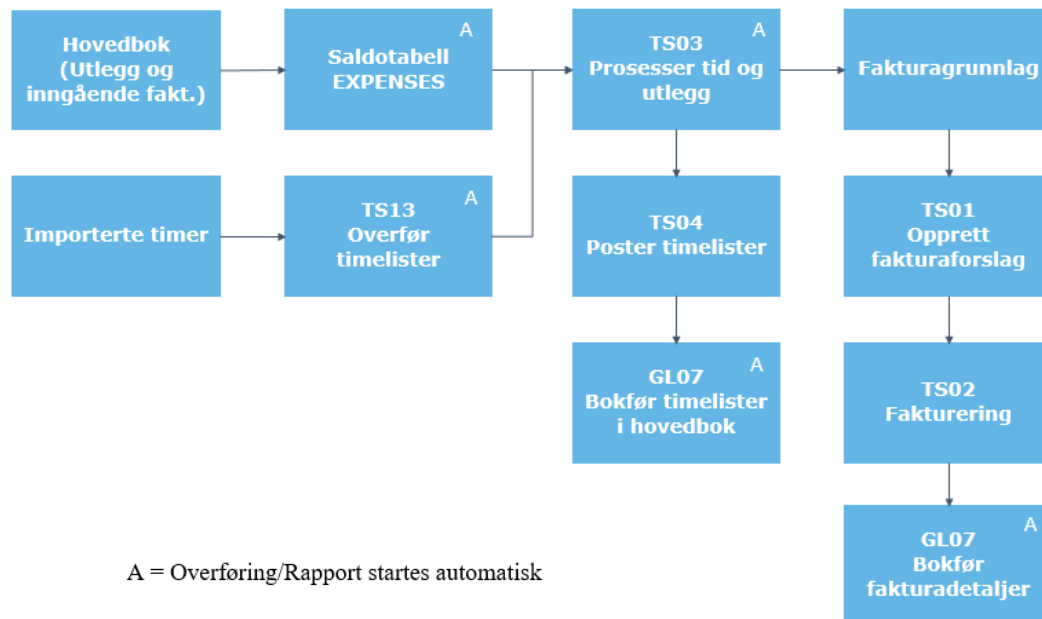 Hovedbok
(Utlegg og
inngående fakt.)
A
Saldotabell
EXPENSES
A
TS03
Prosesser tid og
utlegg
Fakturagrunnlag
Importerte timer
A
TS13
Overfør
timelister
TS04
Poster timelister
TS01
Opprett
fakturaforslag
A
GL07
Bokfør timelister
i hovedbok
TS02
Fakturering
A
GL07
Bokfør
fakturadetaljer
A = Overføring/Rapport startes automatisk